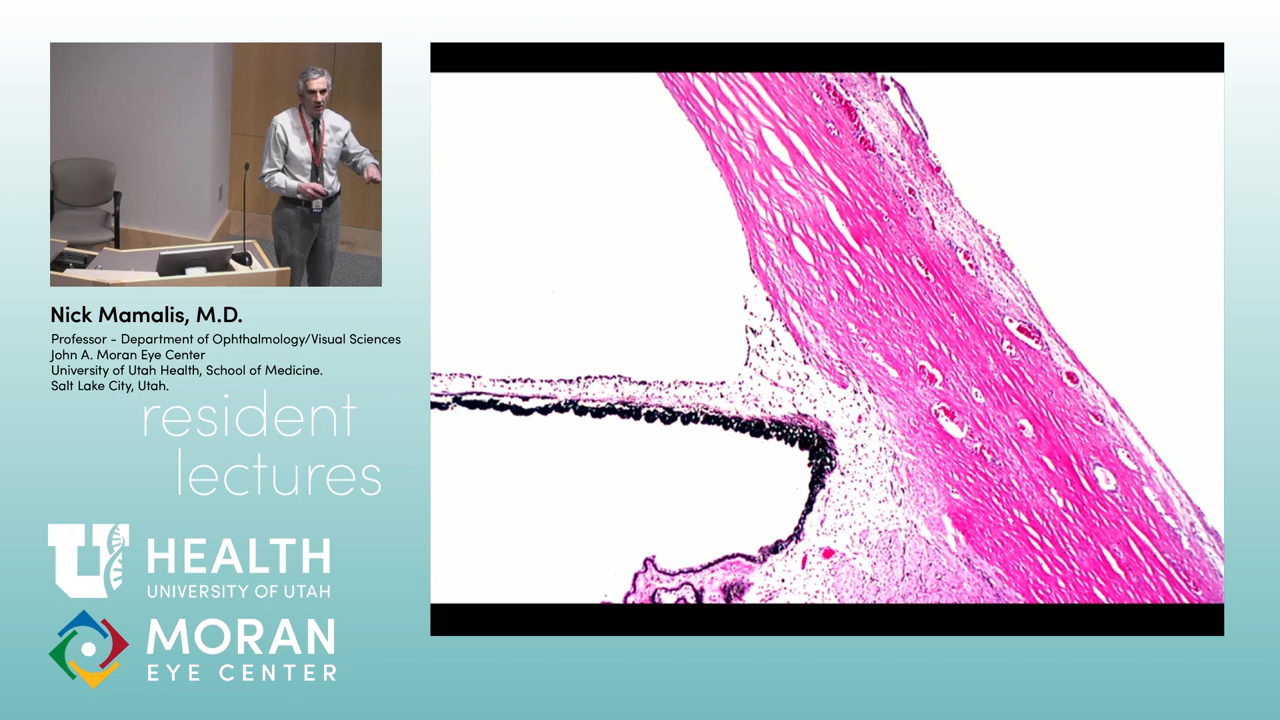 Nick Mamalis, M.D.
Professor - Department of Ophthalmology/Visual Sciences
John A. Moran Eye Center
University of Utah Health, School of Medicine.
Salt Lake City, Utah.
resident
lectures
U HEALTH
UNIVERSITY OF UTAH
MORAN
EYE CENTER